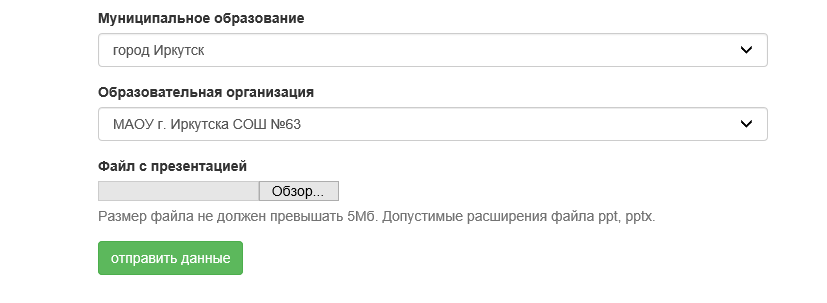 Муниципальное образование
город Иркутск
Образовательная организация
МАОУ г. Иркутска СОШ №63
Файл с презентацией
Обзор...
Размер файла не должен превышать 5Мб. Допустимые расширения файла ppt, pptx.
отправить данные